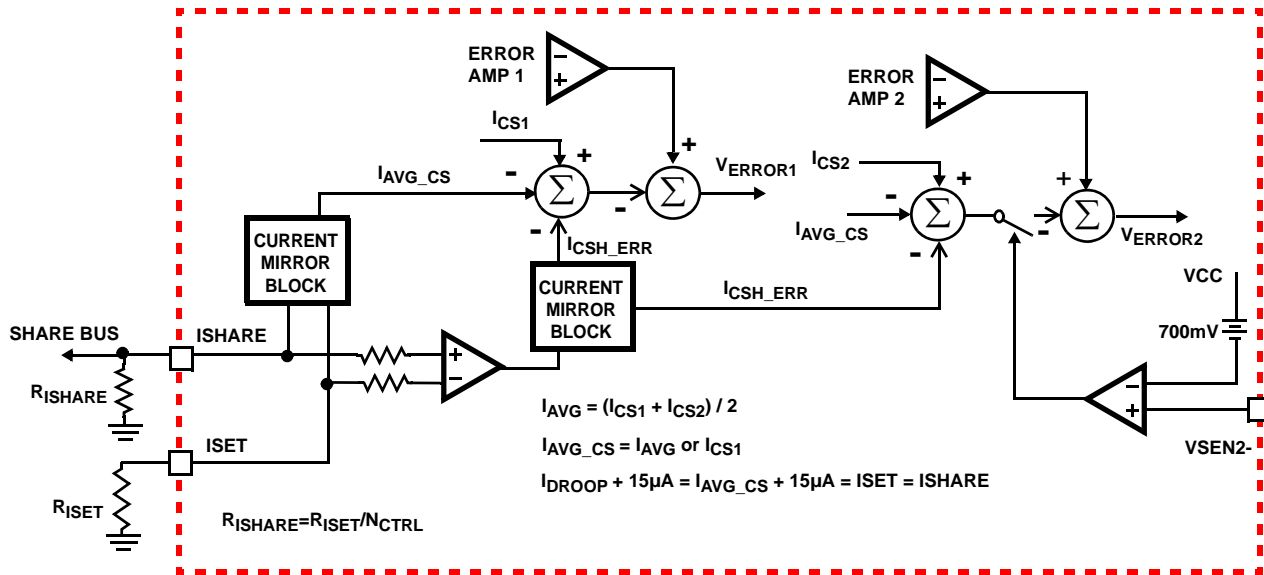 ERROR
AMP 1
ERROR
AMP 2
ICS1
+
VERROR1
ICS2
+
+
IAVG_CS
-
Σ
-
Σ
-
IAVG_CS
-
Σ
-
Σ
VERROR2
-
ICSH_ERR
CURRENT
MIRROR
BLOCK
CURRENT
MIRROR
BLOCK
ICSH_ERR
VCC
700mV
SHARE BUS
ISHARE
RISHARE
+
−
−
+
ISET
RISET
VSEN2-
IAVG = (ICS1 + ICS2) / 2
IAVG_CS = IAVG or ICS1
IDROOP + 15µA = IAVG_CS + 15µA = ISET = ISHARE
RISHARE=RISET/NCTRL